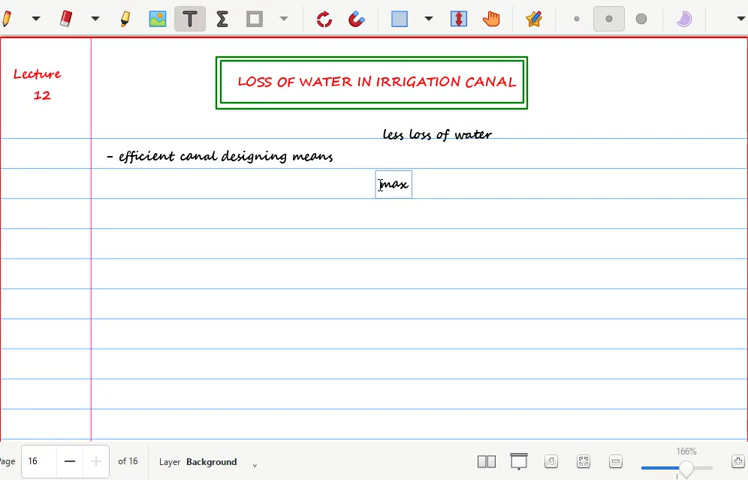 Lecture
12
LOSS OF WATER IN IRRIGATION CANAL
less loss of water
- efficient canal designing means
max
Page 16 of 16 Layer Background 166%